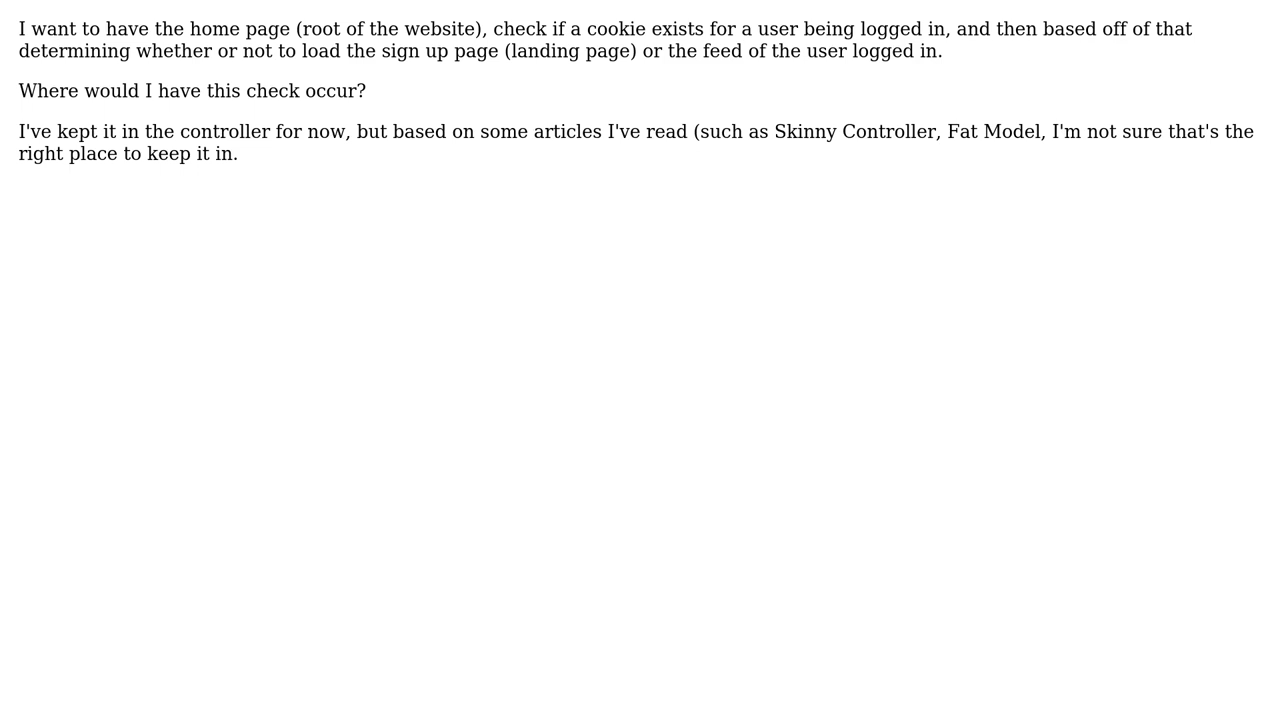 I want to have the home page (root of the website), check if a cookie exists for a user being logged in, and then based off of that
determining whether or not to load the sign up page (landing page) or the feed of the user logged in.
Where would I have this check occur?
I've kept it in the controller for now, but based on some articles I've read (such as Skinny Controller, Fat Model, I'm not sure that's the
right place to keep it in.